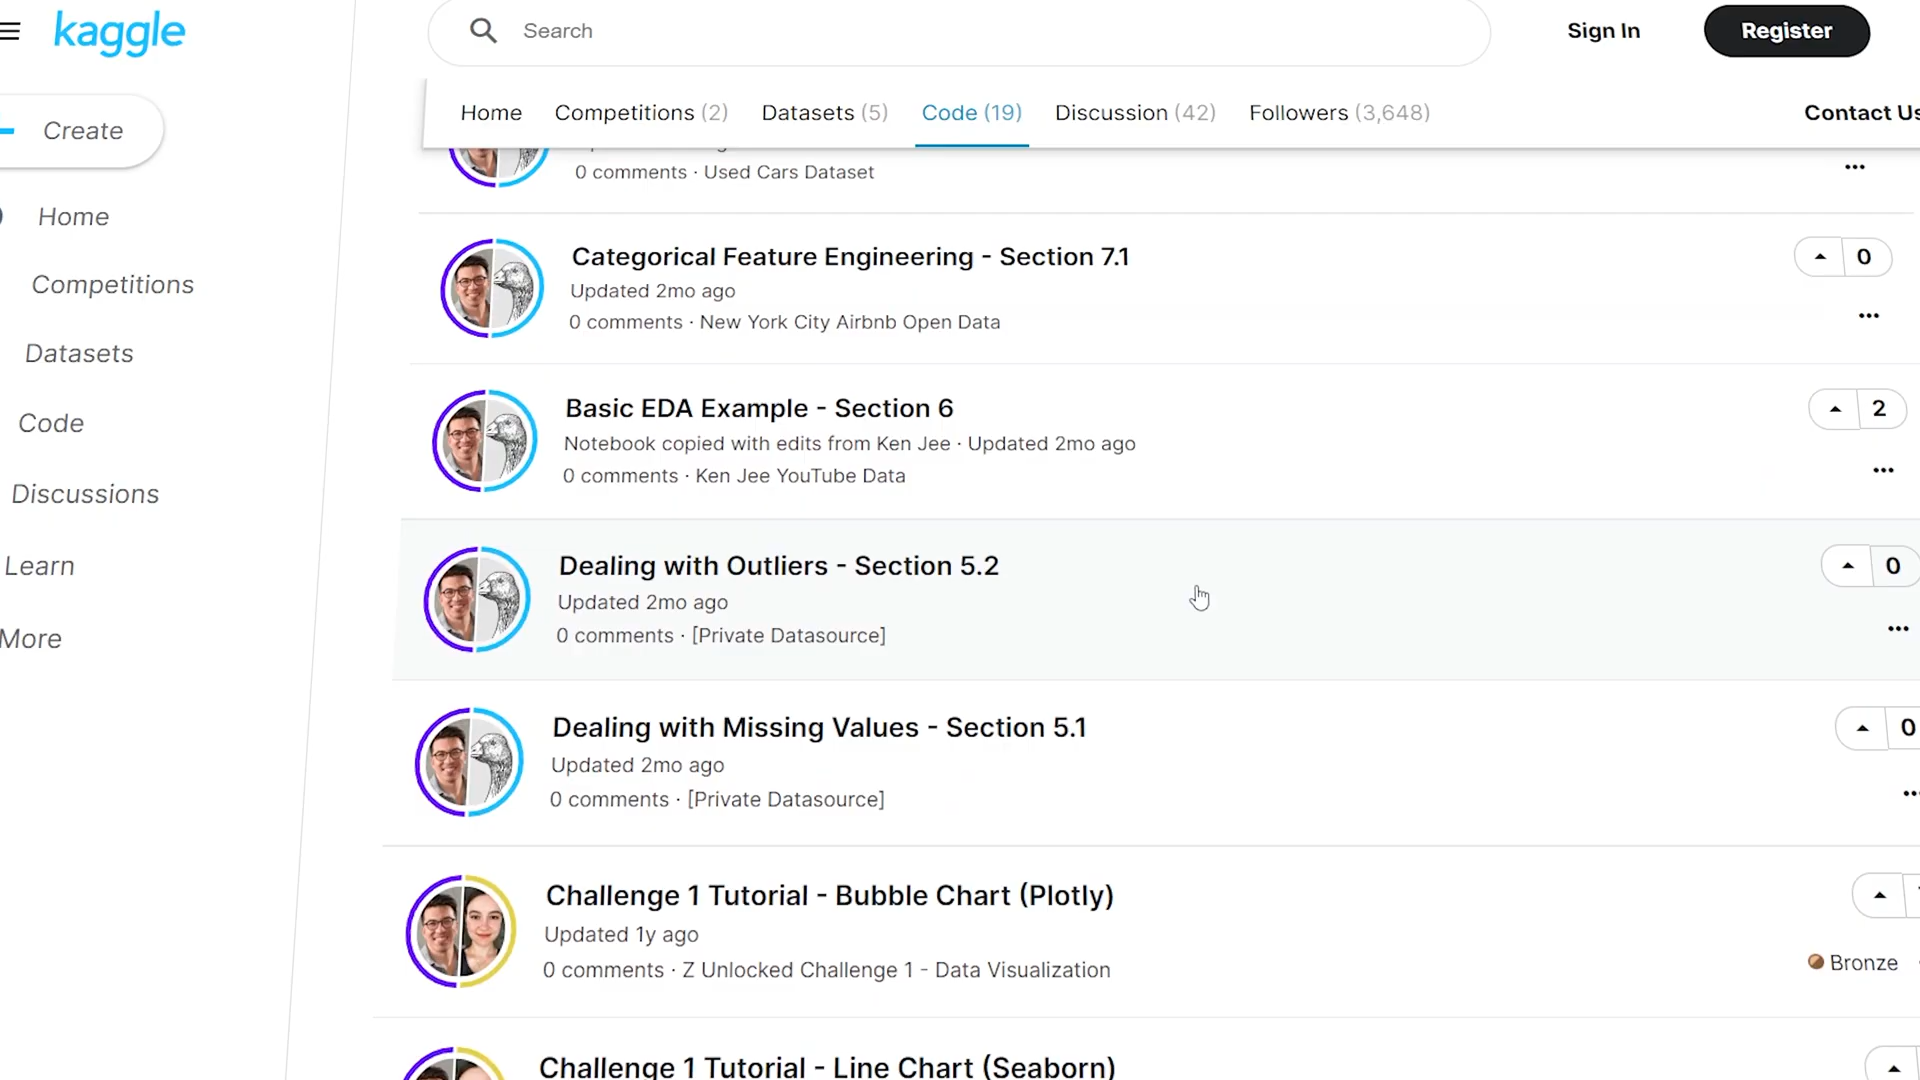 kaggle
Search
Sign In
Register
Create
Home
Competitions (2)
Datasets (5)
Code (19)
Discussion (42)
Followers (3,648)
Contact Us
Home
Competitions
Datasets
Code
Discussions
Learn
More
0 comments · Used Cars Dataset
Categorical Feature Engineering - Section 7.1
0
Updated 2mo ago
0 comments · New York City Airbnb Open Data
Basic EDA Example - Section 6
2
Notebook copied with edits from Ken Jee · Updated 2mo ago
0 comments · Ken Jee YouTube Data
Dealing with Outliers - Section 5.2
0
Updated 2mo ago
0 comments · [Private Datasource]
Dealing with Missing Values - Section 5.1
0
Updated 2mo ago
0 comments · [Private Datasource]
Challenge 1 Tutorial - Bubble Chart (Plotly)
Updated 1y ago
0 comments · Z Unlocked Challenge 1 - Data Visualization
Bronze
Challenge 1 Tutorial - Line Chart (Seaborn)